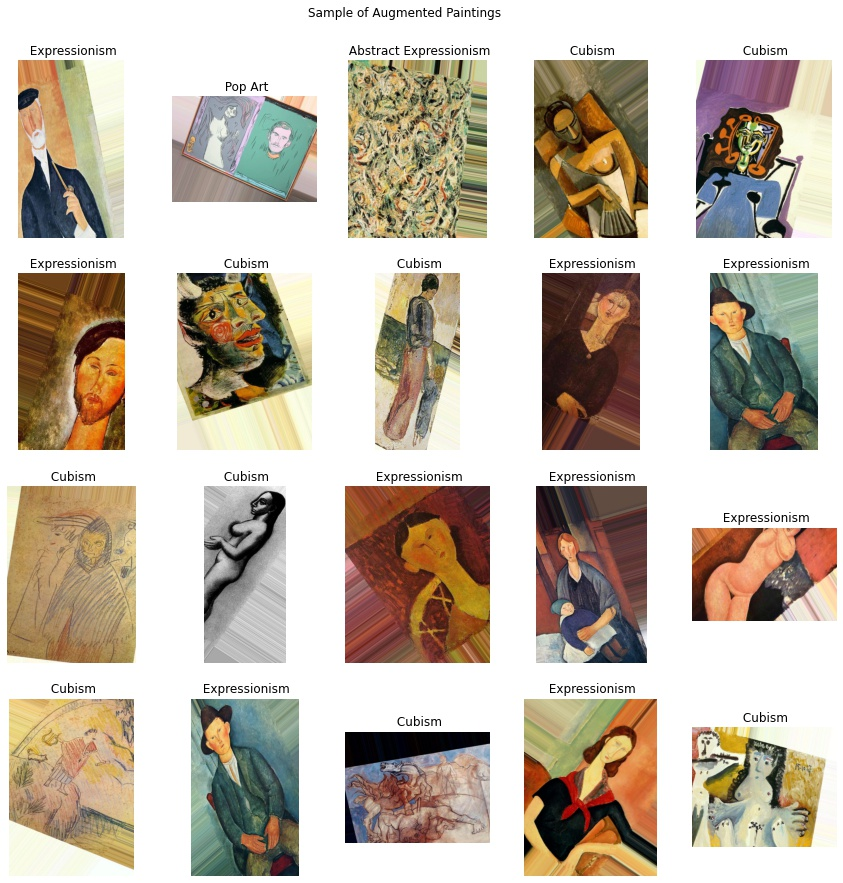 Sample of Augmented Paintings
Expressionism
Pop Art
Abstract Expressionism
Cubism
Cubism
Expressionism
Cubism
Cubism
Expressionism
Expressionism
Cubism
Cubism
Expressionism
Expressionism
Expressionism
Cubism
Expressionism
Cubism
Expressionism
Cubism